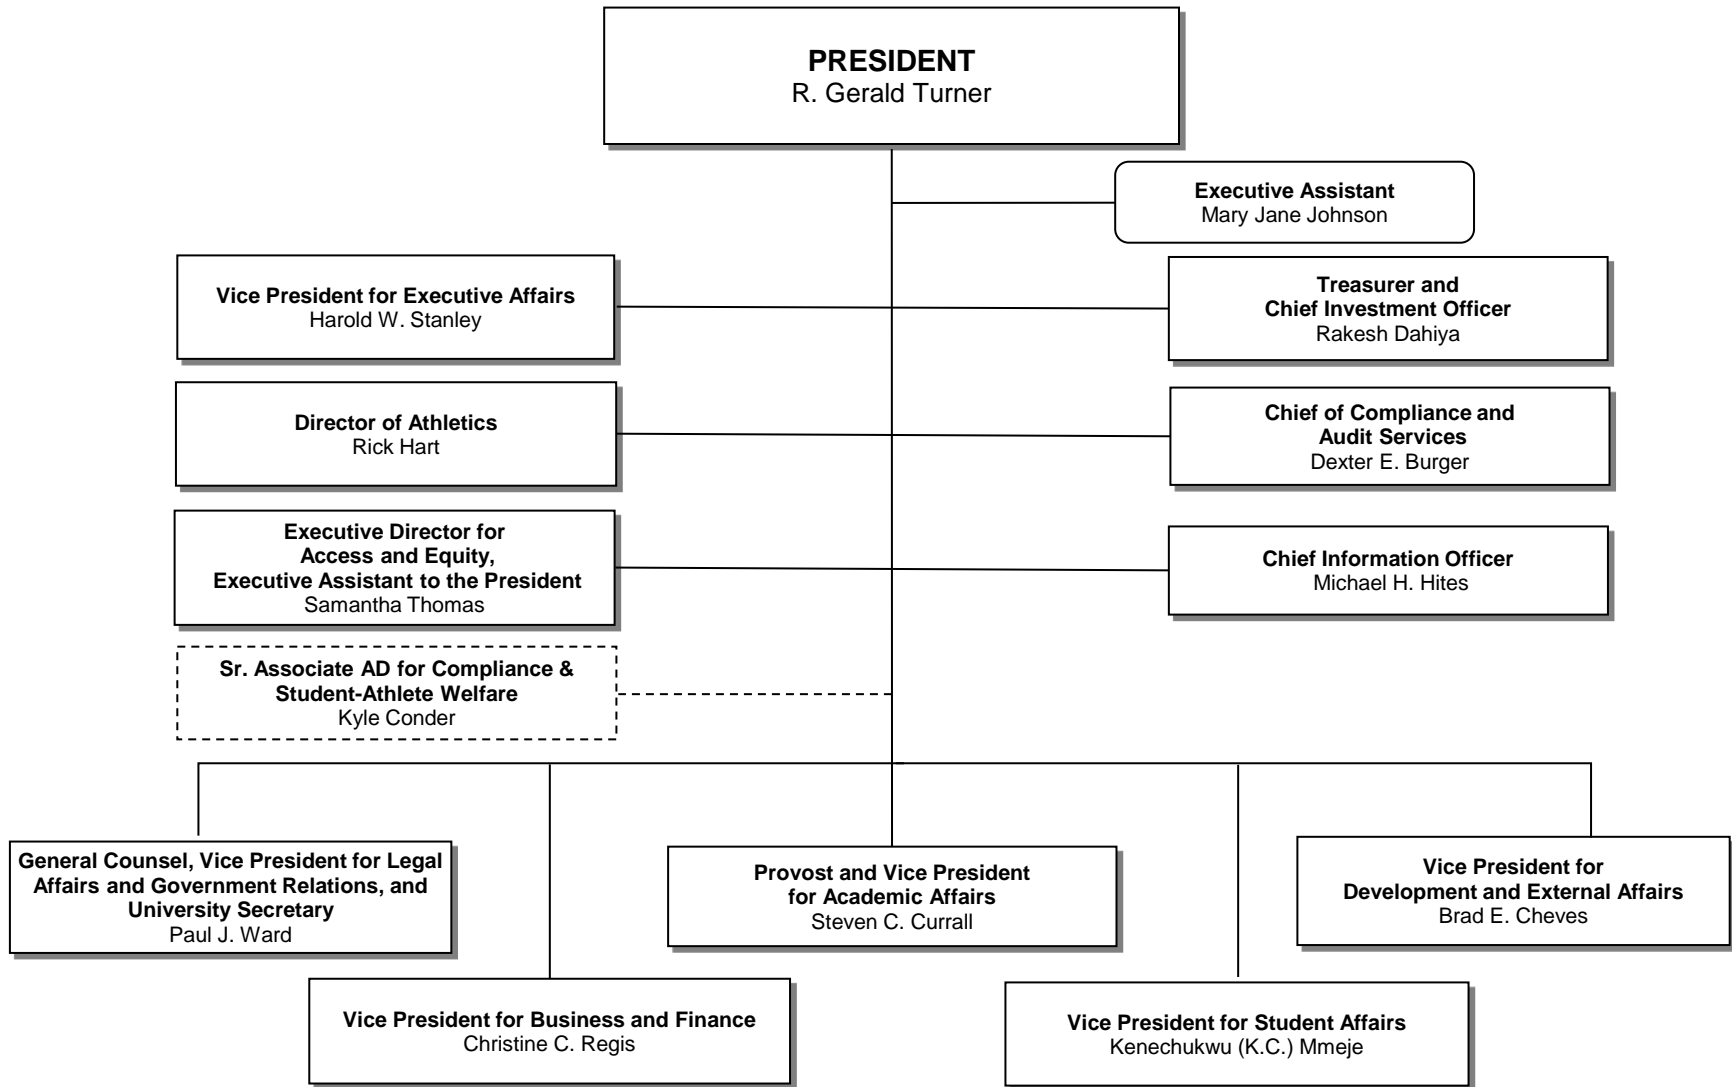 PRESIDENT
R. Gerald Turner
Executive Assistant
Mary Jane Johnson
Vice President for Executive Affairs
Harold W. Stanley
Treasurer and
Chief Investment Officer
Rakesh Dahiya
Director of Athletics
Rick Hart
Chief of Compliance and
Audit Services
Dexter E. Burger
Executive Director for
Access and Equity,
Executive Assistant to the President
Samantha Thomas
Chief Information Officer
Michael H. Hites
Sr. Associate AD for Compliance &
Student-Athlete Welfare
Kyle Conder
General Counsel, Vice President for Legal
Affairs and Government Relations, and
University Secretary
Paul J. Ward
Provost and Vice President
for Academic Affairs
Steven C. Currall
Vice President for
Development and External Affairs
Brad E. Cheves
Vice President for Business and Finance
Christine C. Regis
Vice President for Student Affairs
Kenechukwu (K.C.) Mmeje